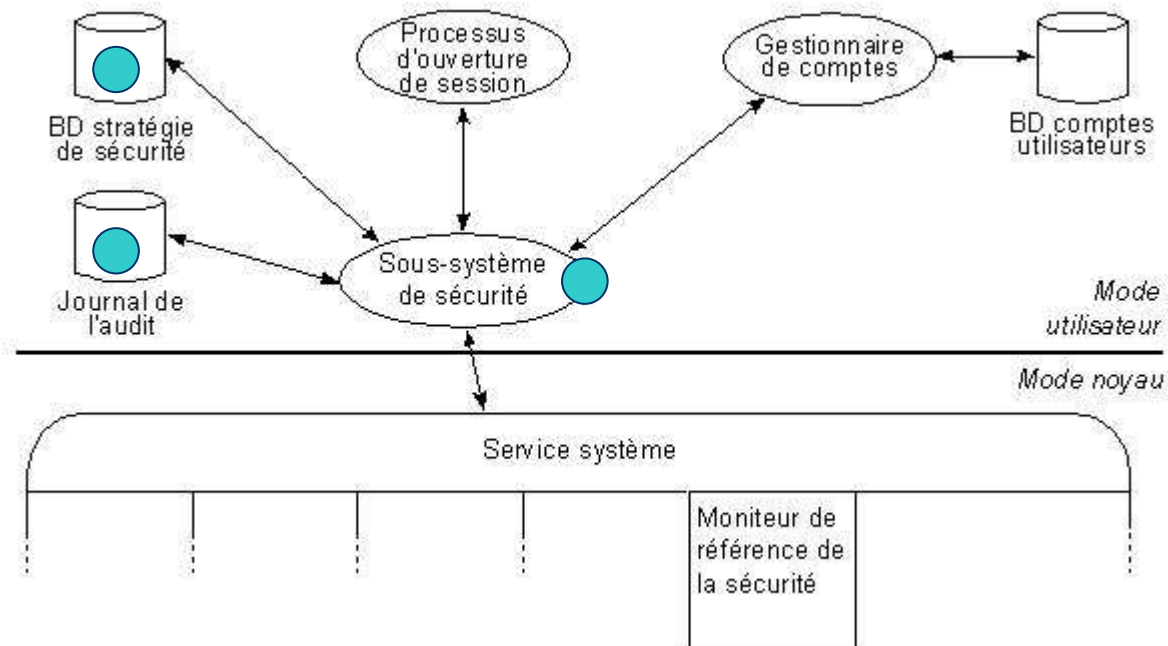 Processus
d'ouverture
de session
Gestionnaire
de comptes
BD stratégie
de sécurité
BD comptes
utilisateurs
Journal de
l'audit
Sous-système
de sécurité
Mode
utilisateur
Mode noyau
Service système
Moniteur de
référence de
la sécurité